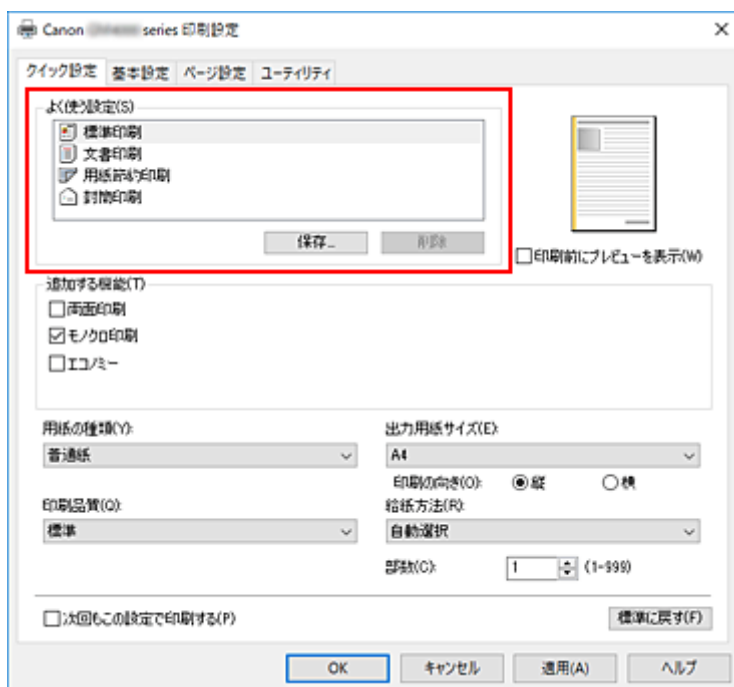 Canon series 印刷設定
クイック設定 基本設定 ページ設定 ユーティリティ
よく使う設定(S)
標準印刷
文書印刷
用紙節約印刷
封筒印刷
保存... 削除
印刷前にプレビューを表示(W)
追加する機能(T)
両面印刷
モノクロ印刷
エコノミー
用紙の種類(Y): 出力用紙サイズ(E):
普通紙 A4
印刷の向き(O): 縦 横
印刷品質(Q): 給紙方法(R):
標準 自動選択
部数(C): 1 (1-999)
次回もこの設定で印刷する(P) 標準に戻す(F)
OK キャンセル 適用(A) ヘルプ